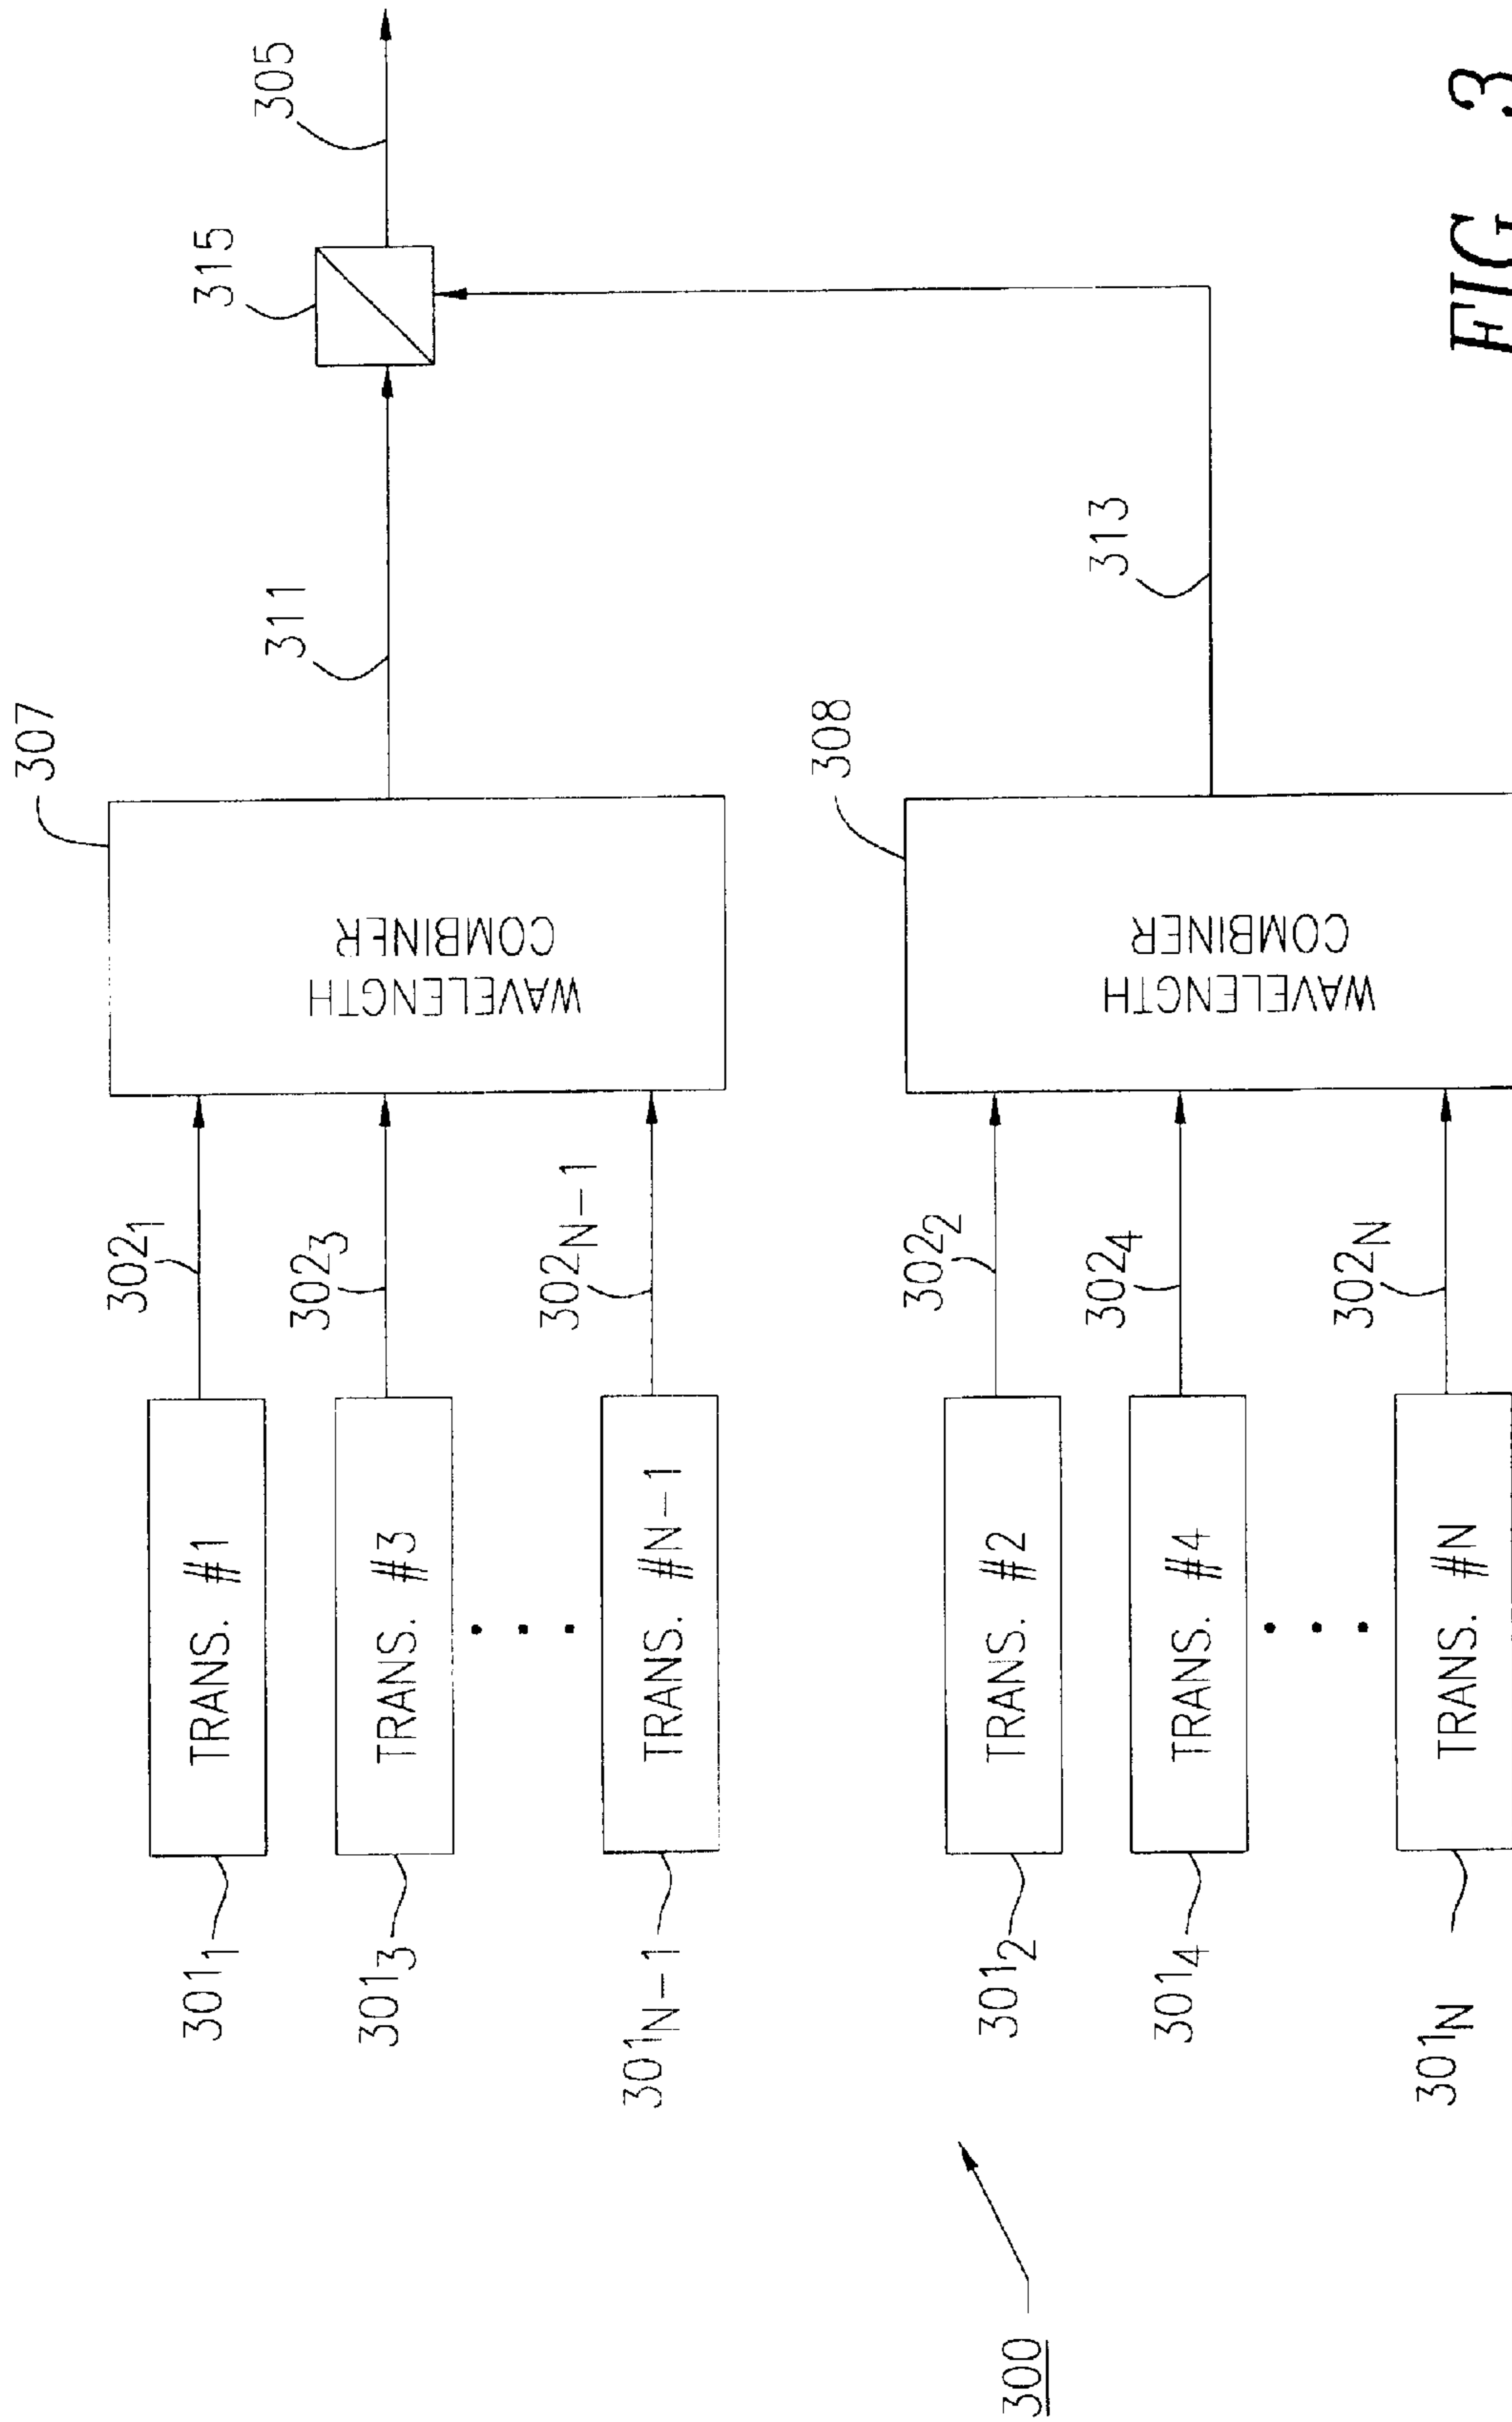 305
315
311
307
WAVELENGTH
COMBINER
302₁
302₃
302N-1
TRANS. #1
TRANS. #3
TRANS. #N-1
301₁
301₃
301N-1
313
308
WAVELENGTH
COMBINER
302₂
302₄
302N
TRANS. #2
TRANS. #4
TRANS. #N
301₂
301₄
301N
300
FIG. 3